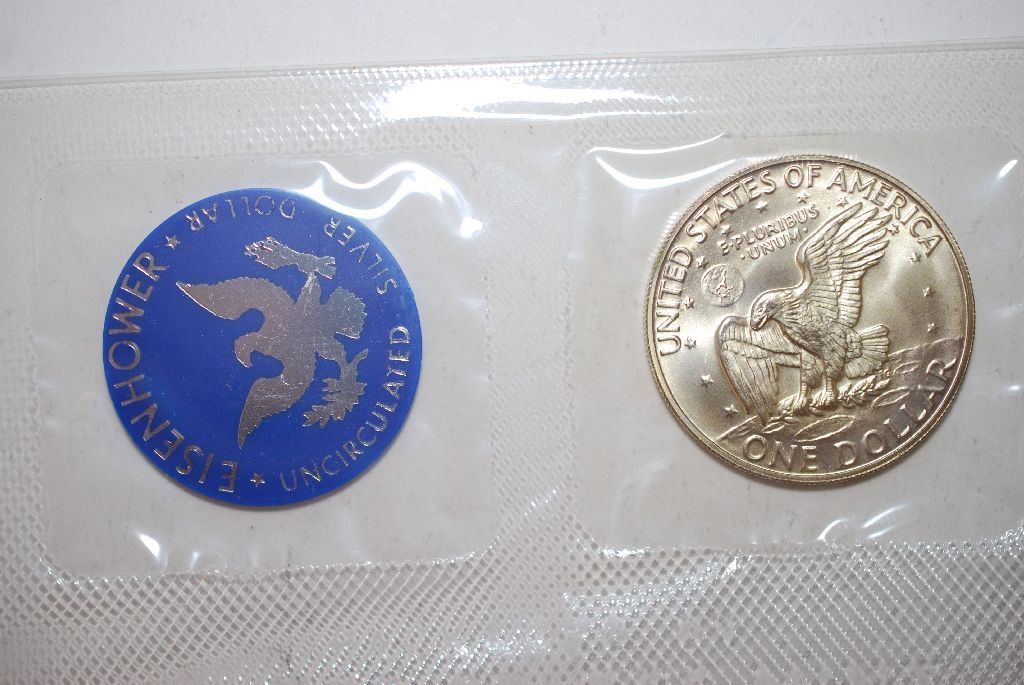 EISENHOWER
DOLLAR
SILVER
UNCIRCULATED
UNITED STATES OF AMERICA
E·PLURIBUS
UNUM
ONE DOLLAR